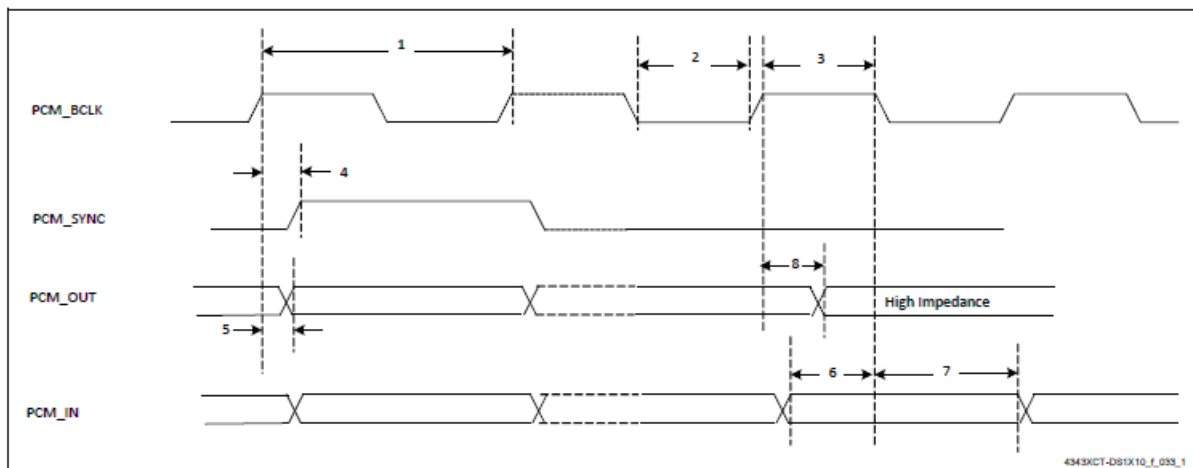 1
2
3
PCM_BCLK
4
PCM_SYNC
8
PCM_OUT
High Impedance
5
6
7
PCM_IN
4343XCT-DS1X10_f_033_1